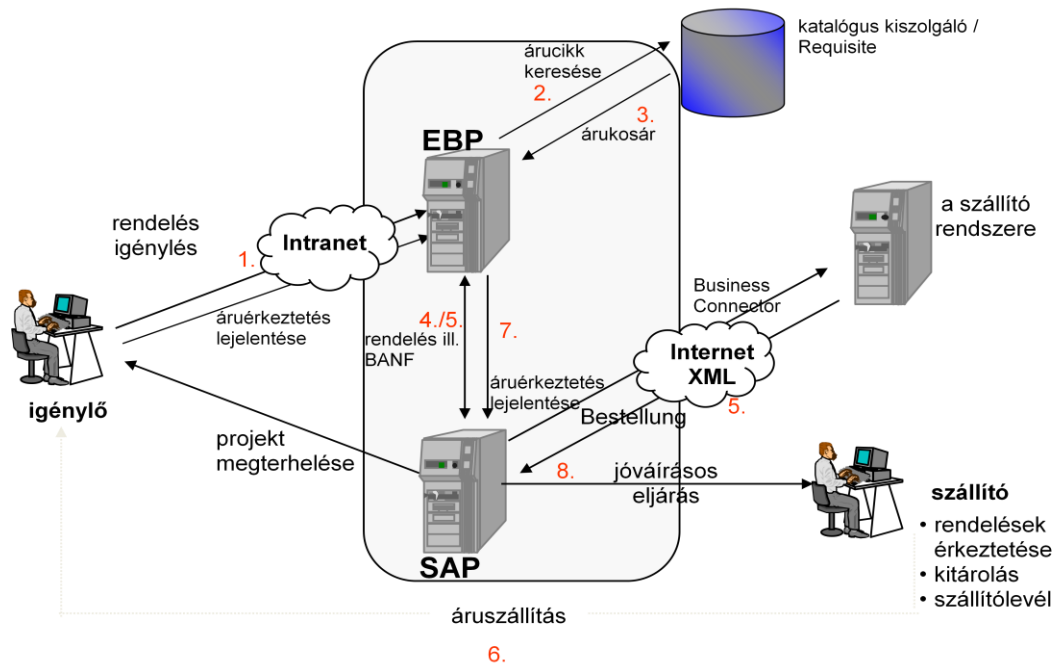 katalógus kiszolgáló /
Requisite
árucikk
keresése
2.
3.
árukosár
EBP
rendelés
igénylés
Intranet
1.
a szállító
rendszere
Business
Connector
áruérkeztetés
lejelentése
4./5.
rendelés ill.
BANF
7.
Internet
XML
5.
áruérkeztetés
lejelentése
Bestellung
igénylő
projekt
megterhelése
8.
jóváírásos
eljárás
SAP
szállító
• rendelések
érkeztetése
• kitárolás
• szállítólevél
áruszállítás
6.